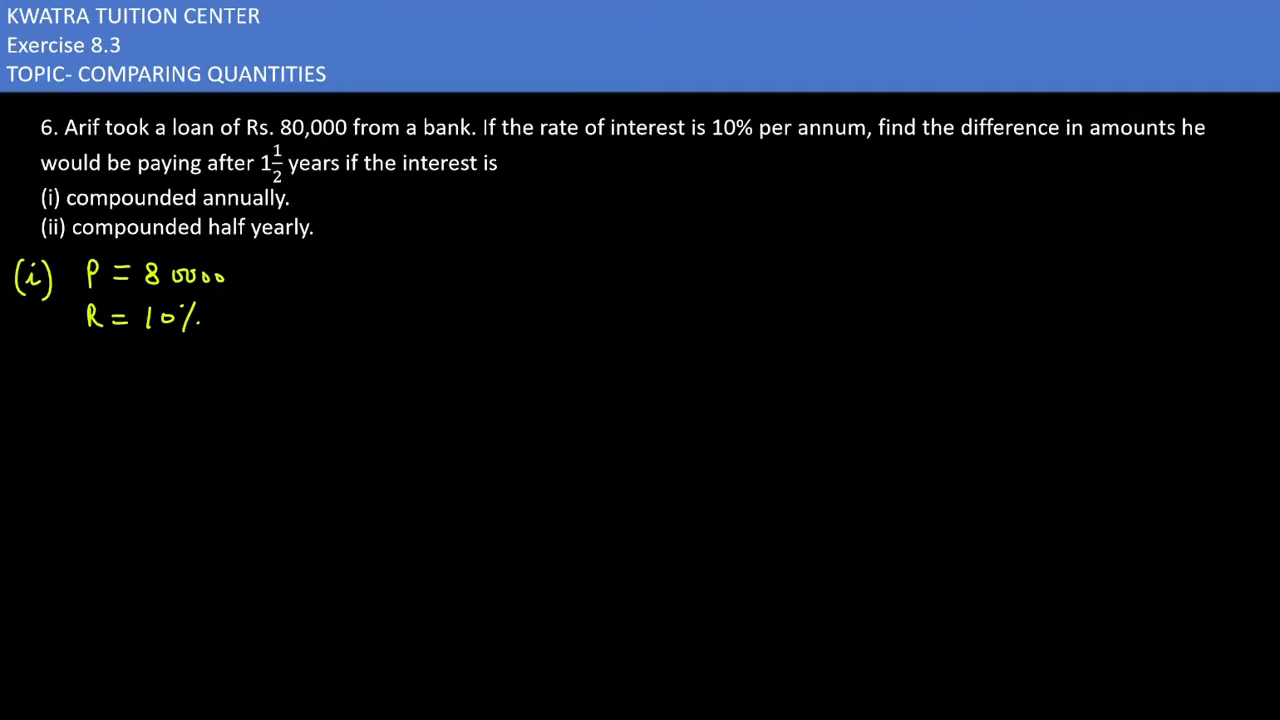 KWATRA TUITION CENTER
Exercise 8.3
TOPIC- COMPARING QUANTITIES
6. Arif took a loan of Rs. 80,000 from a bank. If the rate of interest is 10% per annum, find the difference in amounts he
would be paying after 1 1/2 years if the interest is
(i) compounded annually.
(ii) compounded half yearly.
(i) P = 80000
R = 10%